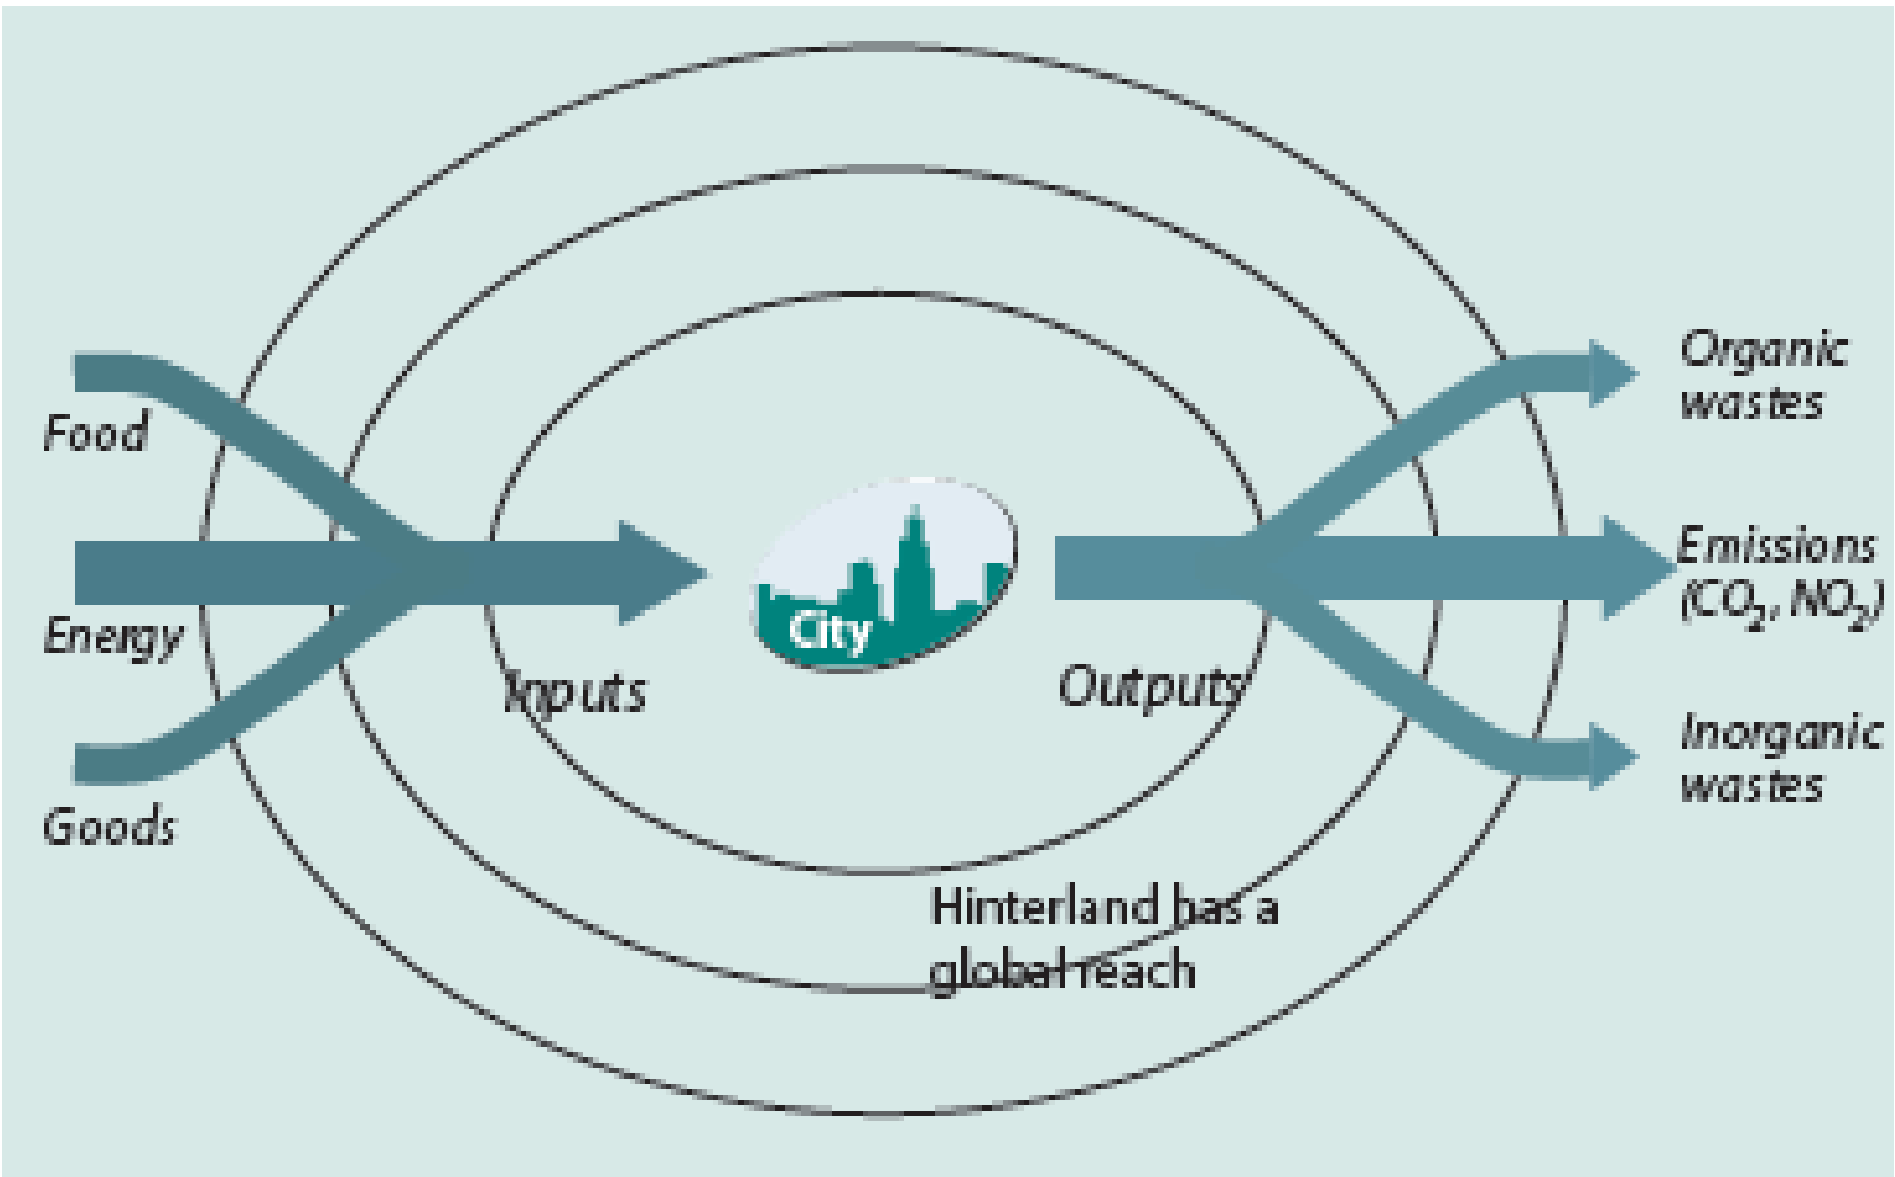 Food
Energy
Goods
Inputs
City
Outputs
Hinterland has a
global reach
Organic
wastes
Emissions
(CO₂, NO₂)
Inorganic
wastes